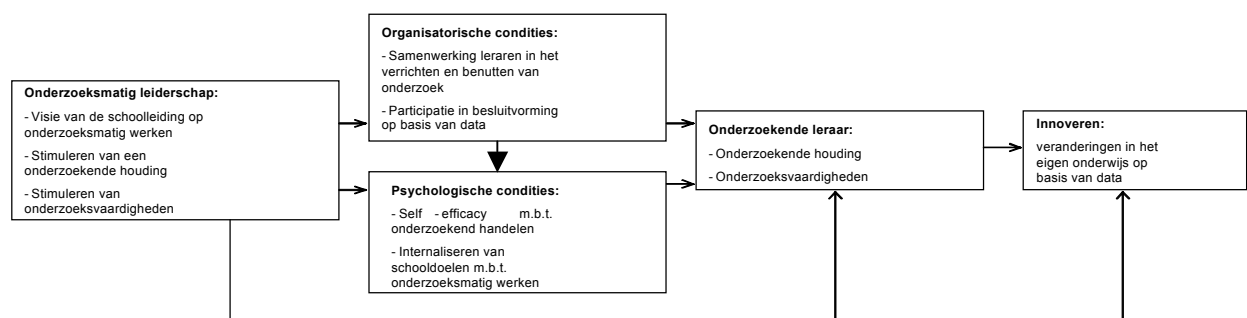 Onderzoeksmatig leiderschap:
- Visie van de schoolleiding op
onderzoeksmatig werken
- Stimuleren van een
onderzoekende houding
- Stimuleren van
onderzoeksvaardigheden
Organisatorische condities:
- Samenwerking leraren in het
verrichten en benutten van
onderzoek
- Participatie in besluitvorming
op basis van data
Psychologische condities:
- Self - efficacy m.b.t.
onderzoekend handelen
- Internaliseren van
schooldoelen m.b.t.
onderzoeksmatig werken
Onderzoekende leraar:
- Onderzoekende houding
- Onderzoeksvaardigheden
Innoveren:
veranderingen in het
eigen onderwijs op
basis van data